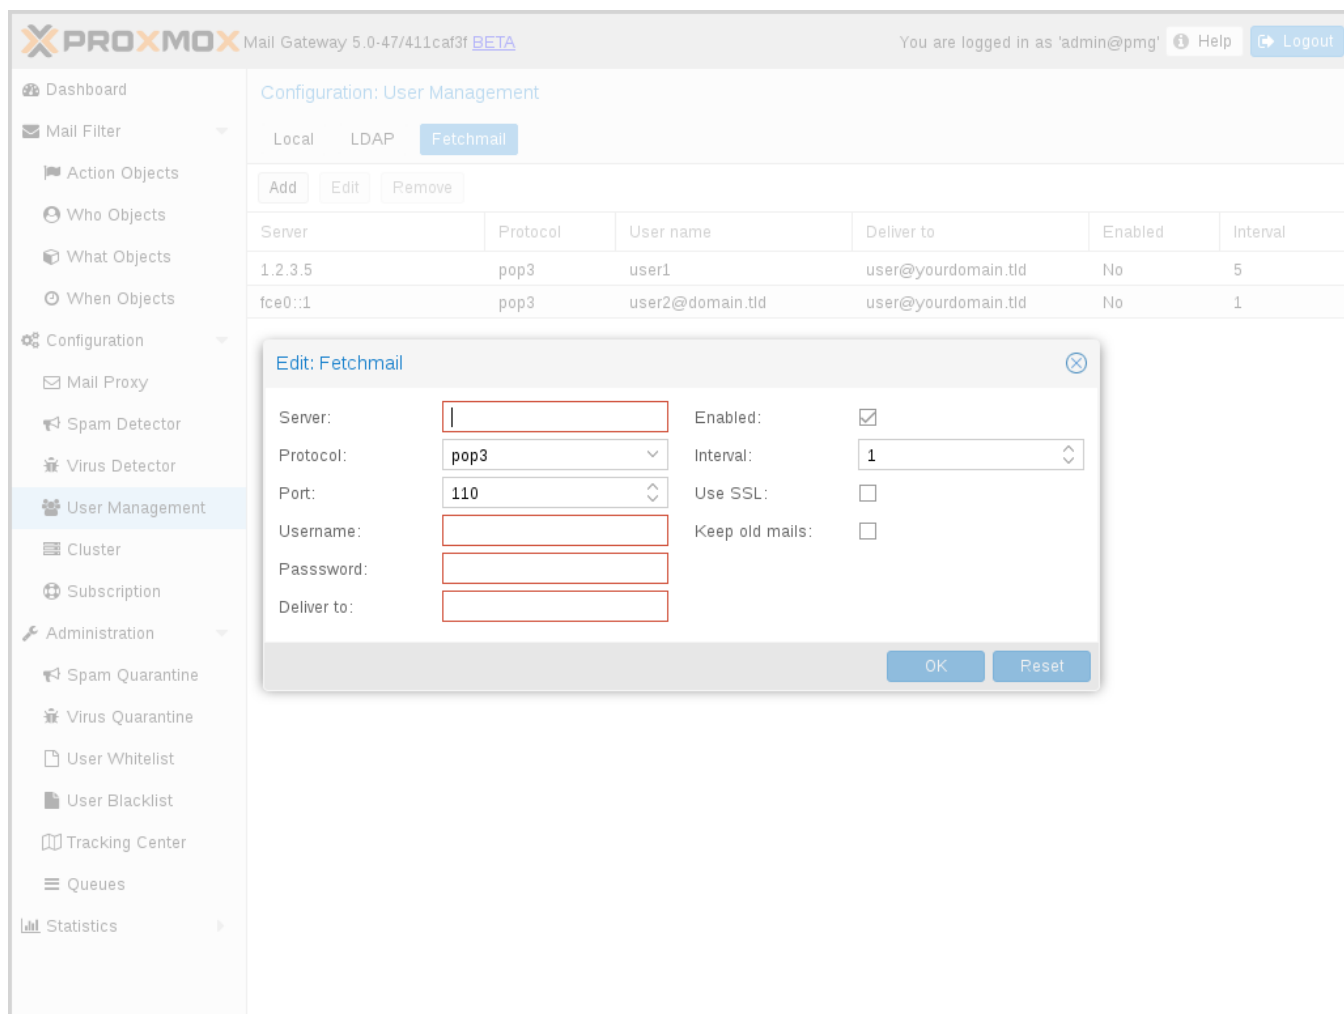 PROXMOX Mail Gateway 5.0-47/411caf3f BETA You are logged in as 'admin@pmg' Help Logout
Dashboard
Mail Filter
Action Objects
Who Objects
What Objects
When Objects
Configuration
Mail Proxy
Spam Detector
Virus Detector
User Management
Cluster
Subscription
Administration
Spam Quarantine
Virus Quarantine
User Whitelist
User Blacklist
Tracking Center
Queues
Statistics
Configuration: User Management
Local LDAP Fetchmail
Add Edit Remove
Server Protocol User name Deliver to Enabled Interval
1.2.3.5 pop3 user1 user@yourdomain.tld No 5
fce0::1 pop3 user2@domain.tld user@yourdomain.tld No 1
Edit: Fetchmail
Server: Enabled:
Protocol: pop3 Interval: 1
Port: 110 Use SSL:
Username: Keep old mails:
Passsword:
Deliver to:
OK Reset